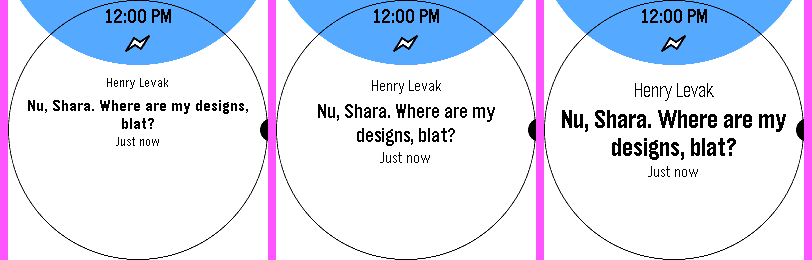 12:00 PM
Henry Levak
Nu, Shara. Where are my designs,
blat?
Just now
12:00 PM
Henry Levak
Nu, Shara. Where are my
designs, blat?
Just now
12:00 PM
Henry Levak
Nu, Shara. Where are my
designs, blat?
Just now